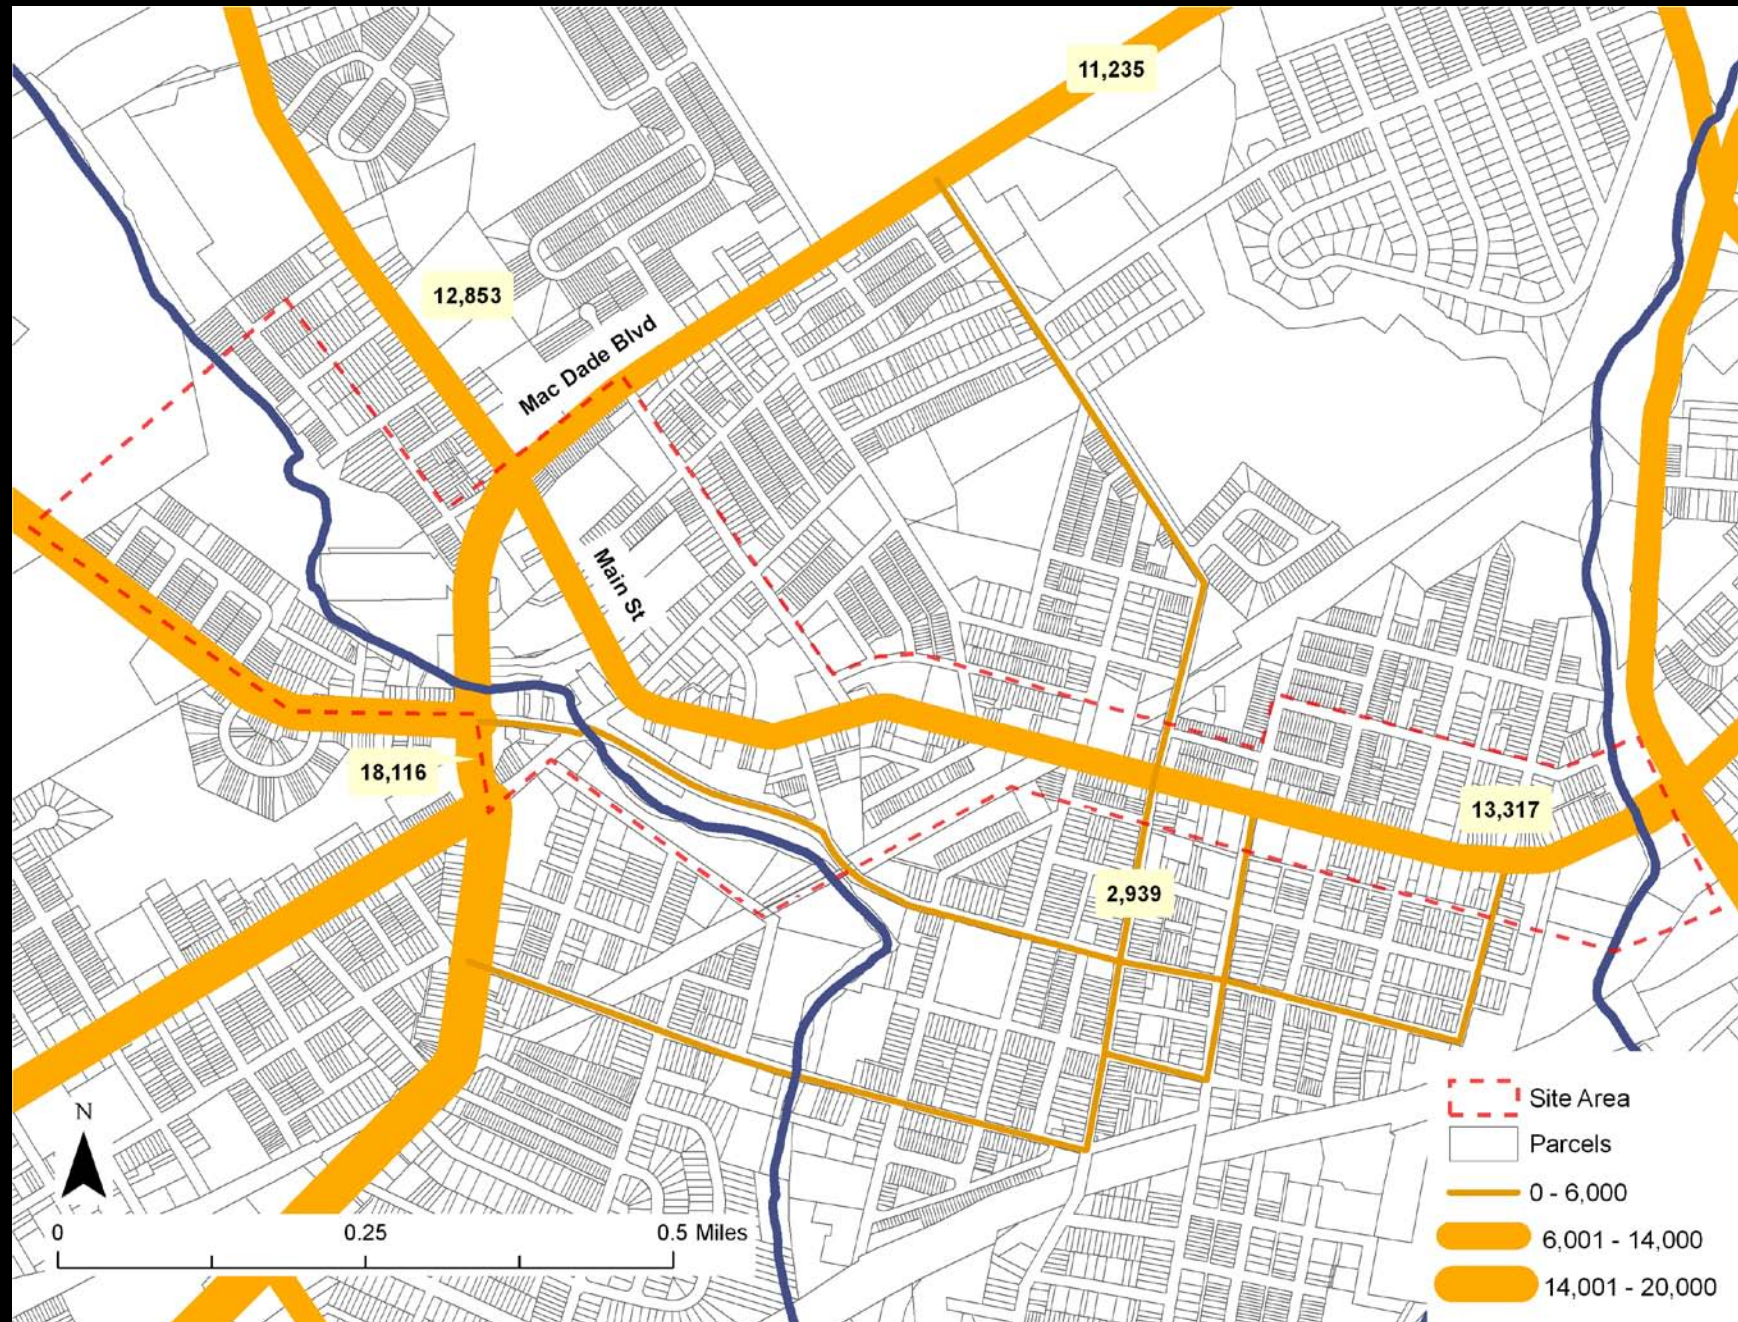 11,235
12,853
Mac Dade Blvd
Main St
18,116
13,317
2,939
N
0 0.25 0.5 Miles
Site Area
Parcels
0 - 6,000
6,001 - 14,000
14,001 - 20,000